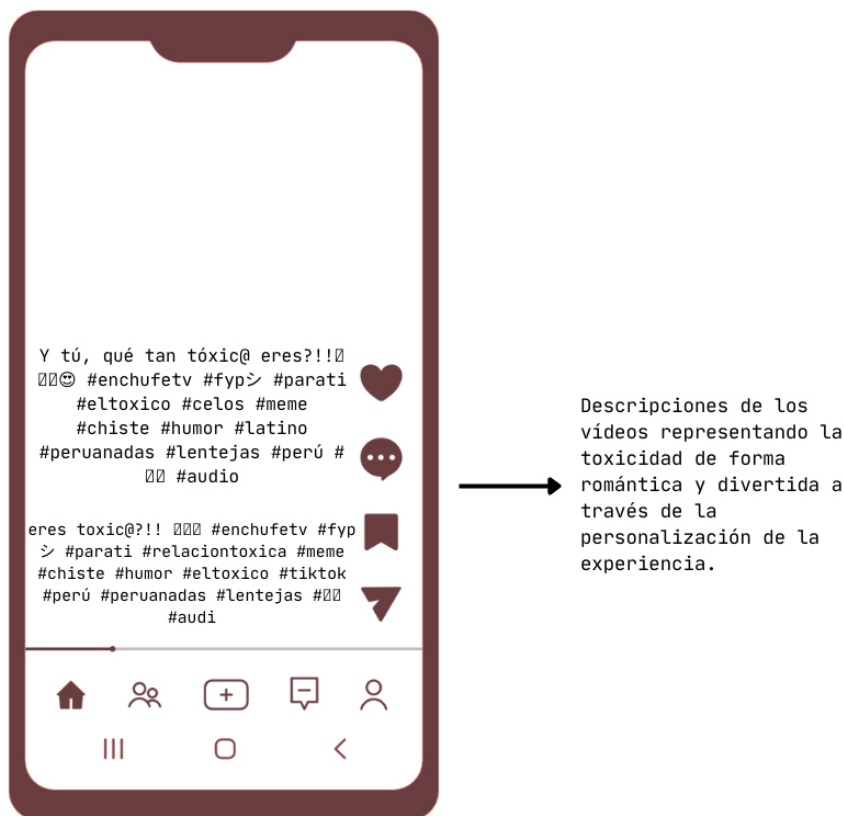 Y tú, qué tan tóxic@ eres?!!▯
▯▯😍 #enchufetv #fypシ #parati
#eltoxico #celos #meme
#chiste #humor #latino
#peruanadas #lentejas #perú #
▯▯ #audio
eres toxic@?!! ▯▯▯ #enchufetv #fyp
シ #parati #relaciontoxica #meme
#chiste #humor #eltoxico #tiktok
#perú #peruanadas #lentejas #▯▯
#audi
Descripciones de los
vídeos representando la
toxicidad de forma
romántica y divertida a
través de la
personalización de la
experiencia.